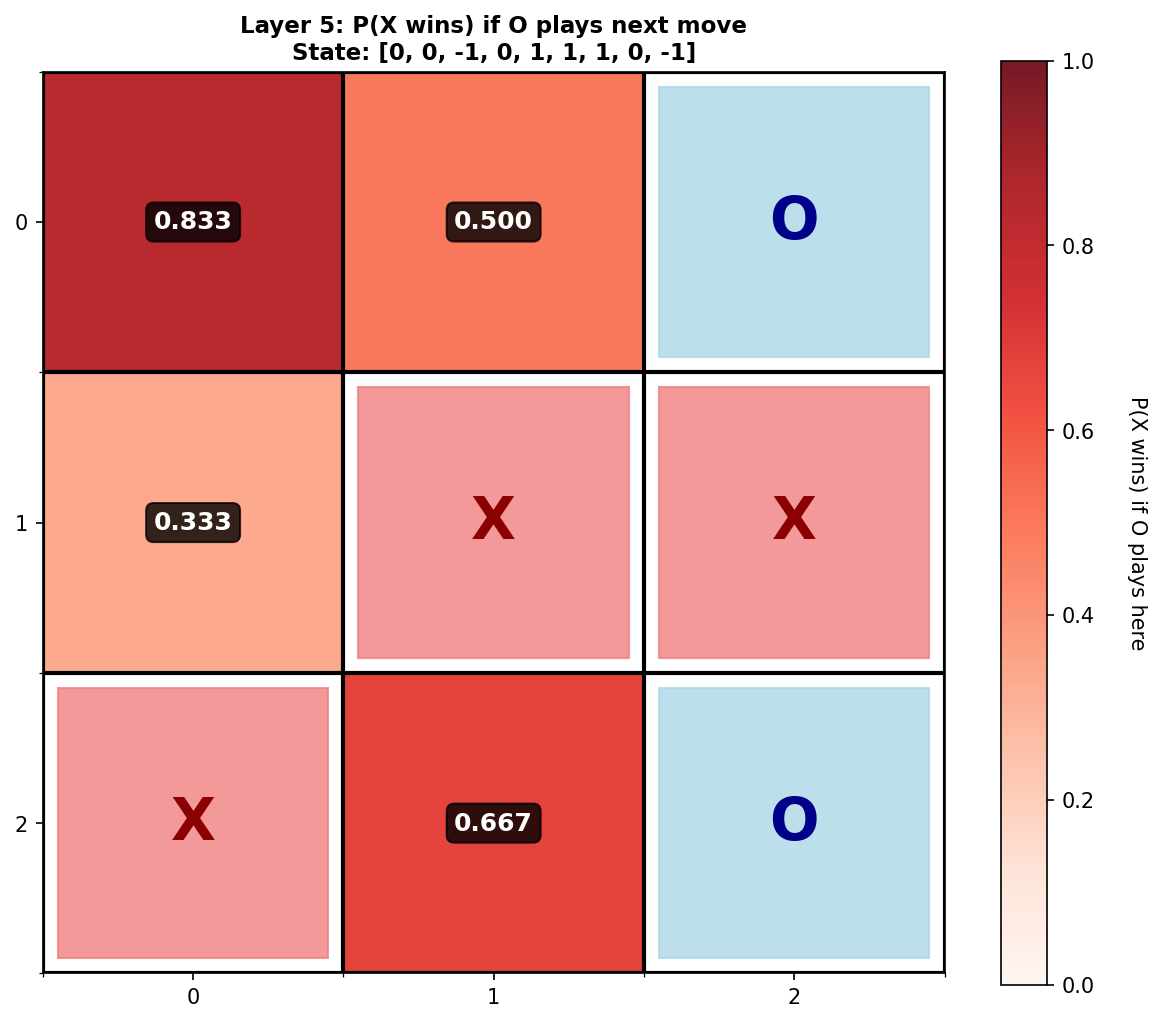 Layer 5: P(X wins) if O plays next move
State: [0, 0, -1, 0, 1, 1, 1, 0, -1]
0
0.833
0.500
O
1
0.333
X
X
2
X
0.667
O
0
1
2
1.0
0.8
0.6
0.4
0.2
0.0
P(X wins) if O plays here